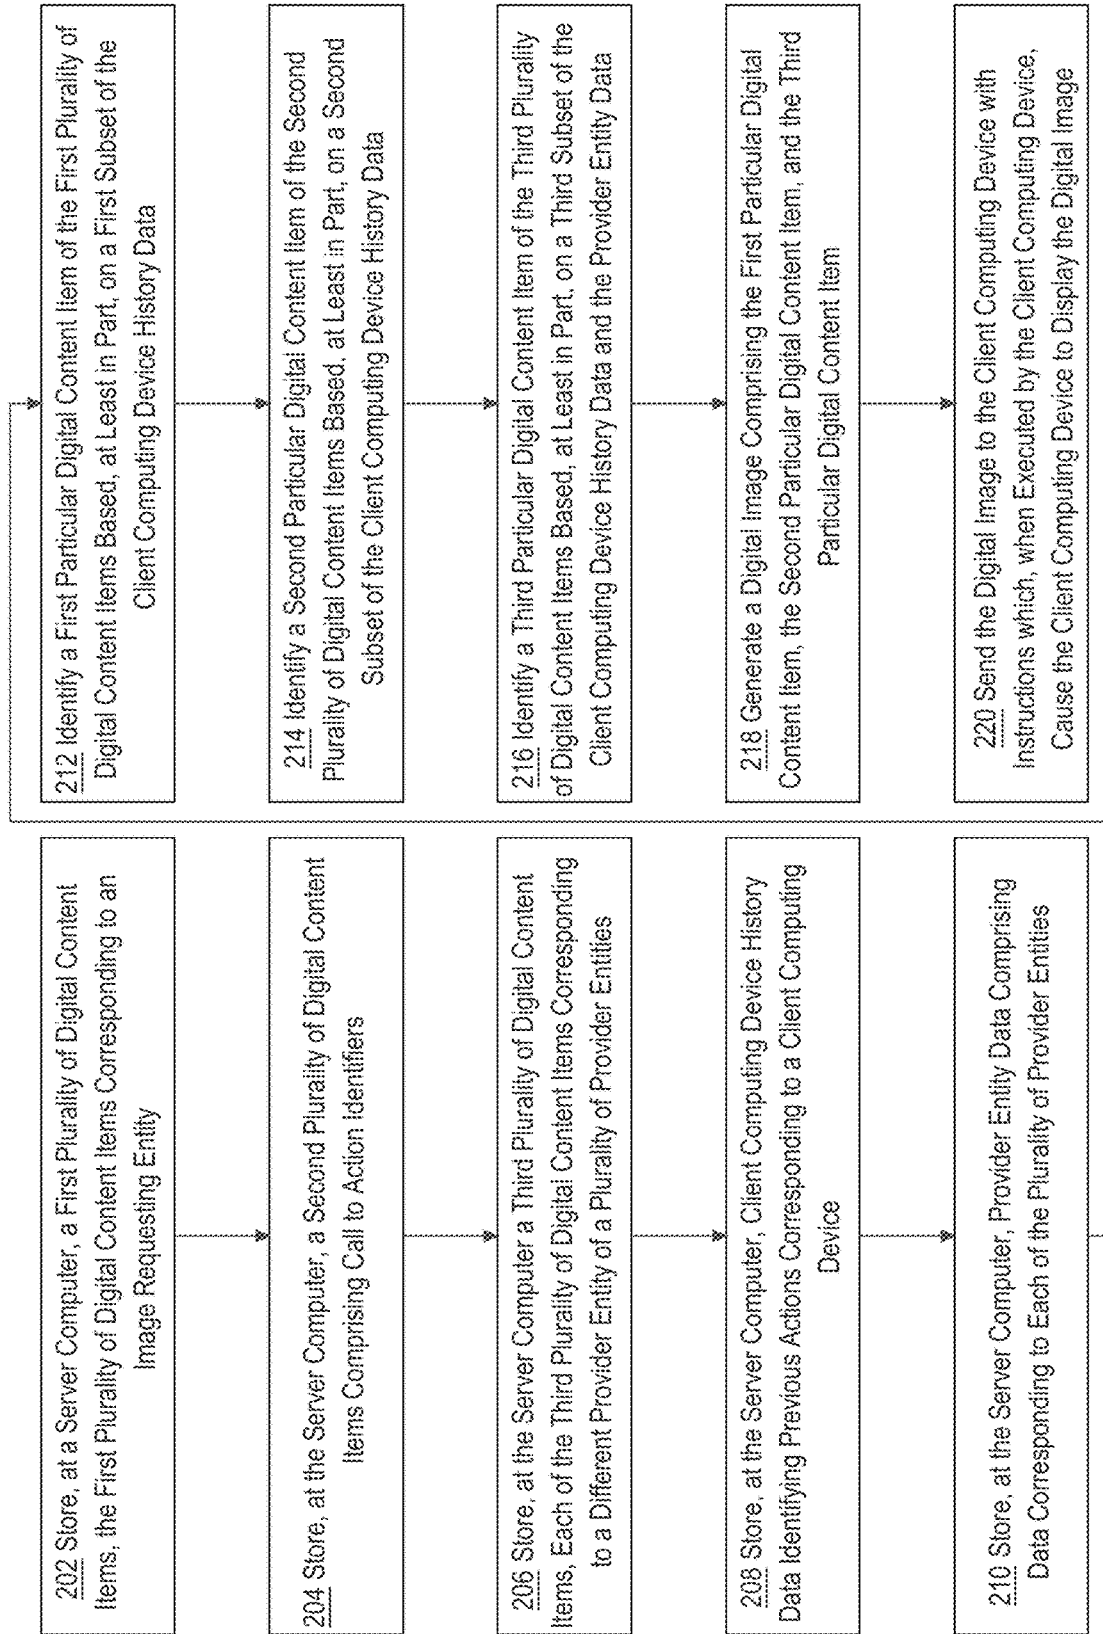 202 Store, at a Server Computer, a First Plurality of Digital Content
Items, the First Plurality of Digital Content Items Corresponding to an
Image Requesting Entity
204 Store, at the Server Computer, a Second Plurality of Digital Content
Items Comprising Call to Action Identifiers
206 Store, at the Server Computer a Third Plurality of Digital Content
Items, Each of the Third Plurality of Digital Content Items Corresponding
to a Different Provider Entity of a Plurality of Provider Entities
208 Store, at the Server Computer, Client Computing Device History
Data Identifying Previous Actions Corresponding to a Client Computing
Device
210 Store, at the Server Computer, Provider Entity Data Comprising
Data Corresponding to Each of the Plurality of Provider Entities
212 Identify a First Particular Digital Content Item of the First Plurality of
Digital Content Items Based, at Least in Part, on a First Subset of the
Client Computing Device History Data
214 Identify a Second Particular Digital Content Item of the Second
Plurality of Digital Content Items Based, at Least in Part, on a Second
Subset of the Client Computing Device History Data
216 Identify a Third Particular Digital Content Item of the Third Plurality
of Digital Content Items Based, at Least in Part, on a Third Subset of the
Client Computing Device History Data and the Provider Entity Data
218 Generate a Digital Image Comprising the First Particular Digital
Content Item, the Second Particular Digital Content Item, and the Third
Particular Digital Content Item
220 Send the Digital Image to the Client Computing Device with
Instructions which, when Executed by the Client Computing Device,
Cause the Client Computing Device to Display the Digital Image